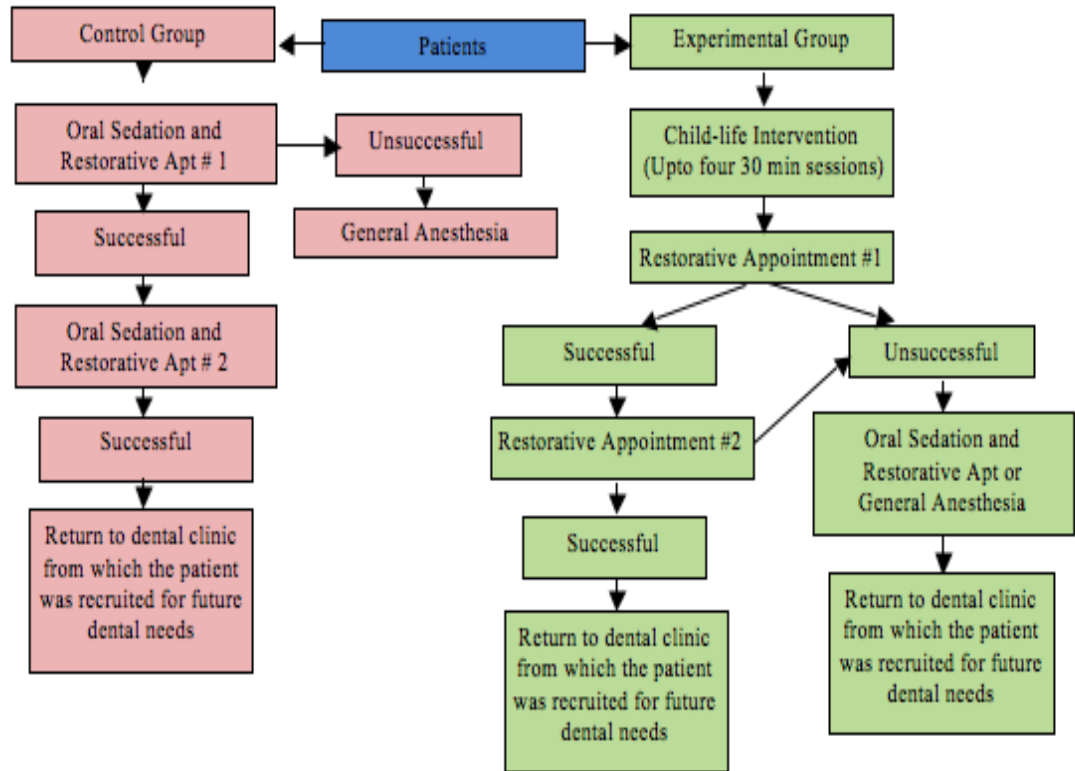 Control Group
Patients
Experimental Group
Oral Sedation and
Restorative Apt # 1
Unsuccessful
General Anesthesia
Successful
Oral Sedation and
Restorative Apt # 2
Successful
Return to dental clinic
from which the patient
was recruited for future
dental needs
Child-life Intervention
(Upto four 30 min sessions)
Restorative Appointment #1
Successful
Unsuccessful
Restorative Appointment #2
Oral Sedation and
Restorative Apt or
General Anesthesia
Successful
Return to dental clinic
from which the patient
was recruited for future
dental needs
Return to dental clinic
from which the patient
was recruited for future
dental needs